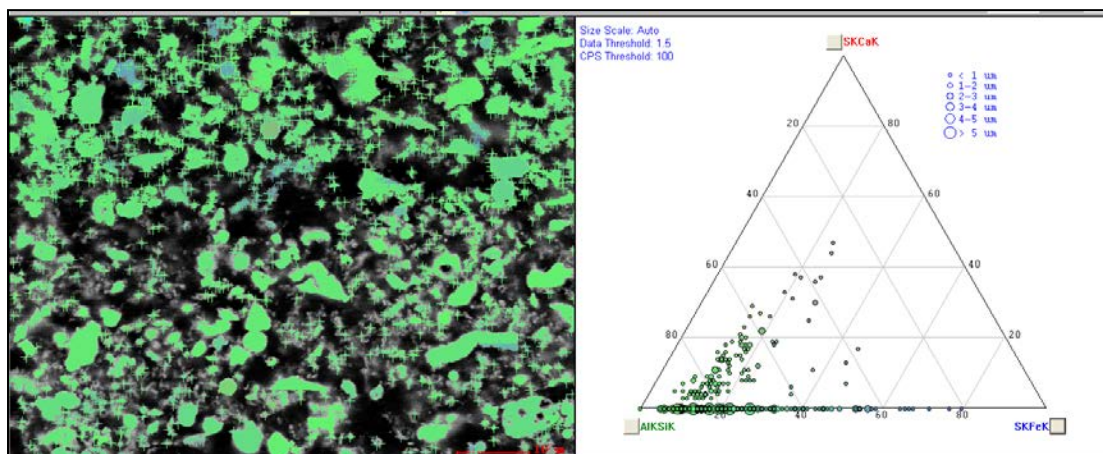 Size Scale: Auto
Data Threshold: 1.5
CPS Threshold: 100
SKCaK
< 1 um
1-2 um
2-3 um
3-4 um
4-5 um
> 5 um
20 80
40 60
60 40
80 20
20 40 60 80
AlKSiK
SKFeK